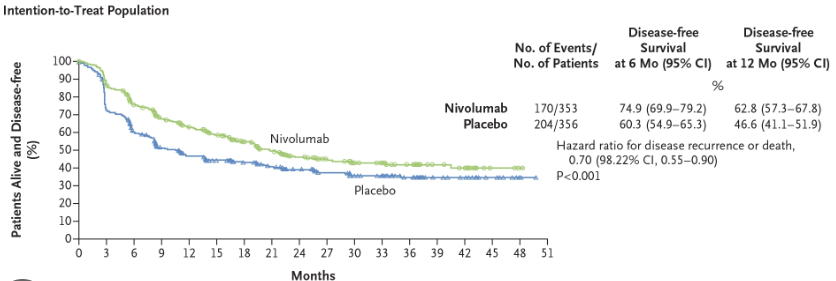 Intention-to-Treat Population
Patients Alive and Disease-free
(%)
100
90
80
70
60
50
40
30
20
10
0
0 3 6 9 12 15 18 21 24 27 30 33 36 39 42 45 48 51
Months
Nivolumab
Placebo
No. of Events/
No. of Patients
Disease-free
Survival
at 6 Mo (95% CI)
Disease-free
Survival
at 12 Mo (95% CI)
%
Nivolumab 170/353 74.9 (69.9–79.2) 62.8 (57.3–67.8)
Placebo 204/356 60.3 (54.9–65.3) 46.6 (41.1–51.9)
Hazard ratio for disease recurrence or death,
0.70 (98.22% CI, 0.55–0.90)
P<0.001